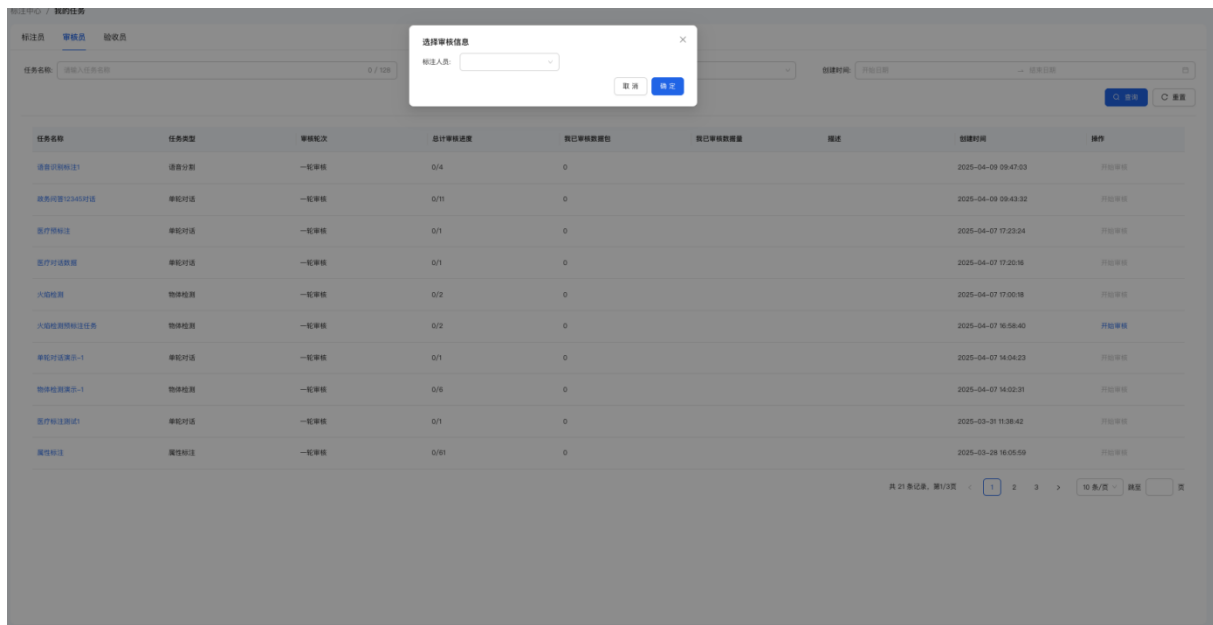 标注中心 / 我的任务
标注员 审核员 验收员
选择审核信息
标注人员:
取 消 确 定
任务名称: 请输入任务名称 0 / 128 创建时间: 开始日期 → 结束日期
查询 重置
任务名称 任务类型 审核轮次 总计审核进度 我已审核数据包 我已审核数据量 描述 创建时间 操作
语音识别标注1 语音分割 一轮审核 0/4 0 2025-04-09 09:47:03 开始审核
政务问答12345对话 单轮对话 一轮审核 0/11 0 2025-04-09 09:43:32 开始审核
医疗预标注 单轮对话 一轮审核 0/1 0 2025-04-07 17:23:24 开始审核
医疗对话数据 单轮对话 一轮审核 0/1 0 2025-04-07 17:20:16 开始审核
火焰检测 物体检测 一轮审核 0/2 0 2025-04-07 17:00:18 开始审核
火焰检测预标注任务 物体检测 一轮审核 0/2 0 2025-04-07 16:56:40 开始审核
单轮对话演示-1 单轮对话 一轮审核 0/1 0 2025-04-07 14:04:23 开始审核
物体检测演示-1 物体检测 一轮审核 0/6 0 2025-04-07 14:02:31 开始审核
医疗标注测试1 单轮对话 一轮审核 0/1 0 2025-03-31 11:38:42 开始审核
属性标注 属性标注 一轮审核 0/61 0 2025-03-28 16:05:59 开始审核
共 21 条记录，第1/3页 < 1 2 3 > 10 条/页 跳至 页